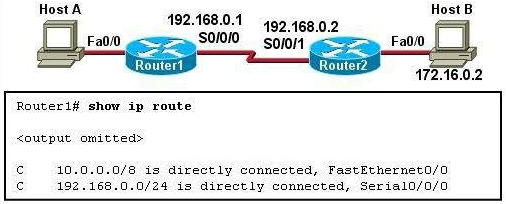 Host A
192.168.0.1
192.168.0.2
Host B
Fa0/0
S0/0/0
S0/0/1
Fa0/0
Router1
Router2
172.16.0.2
Router1# show ip route
<output omitted>
C 10.0.0.0/8 is directly connected, FastEthernet0/0
C 192.168.0.0/24 is directly connected, Serial0/0/0